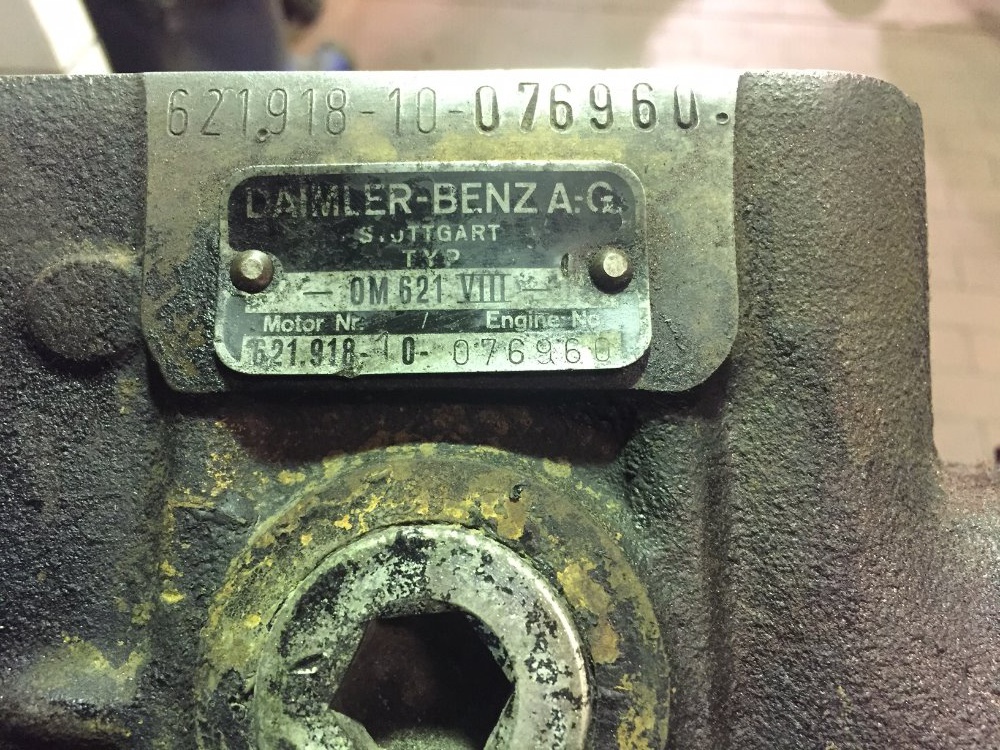 621.918-10-076960.
DAIMLER-BENZ A.-G.
STUTTGART
TYP
— OM 621 VIII —
Motor Nr. / Engine No.
621.918-10-076960